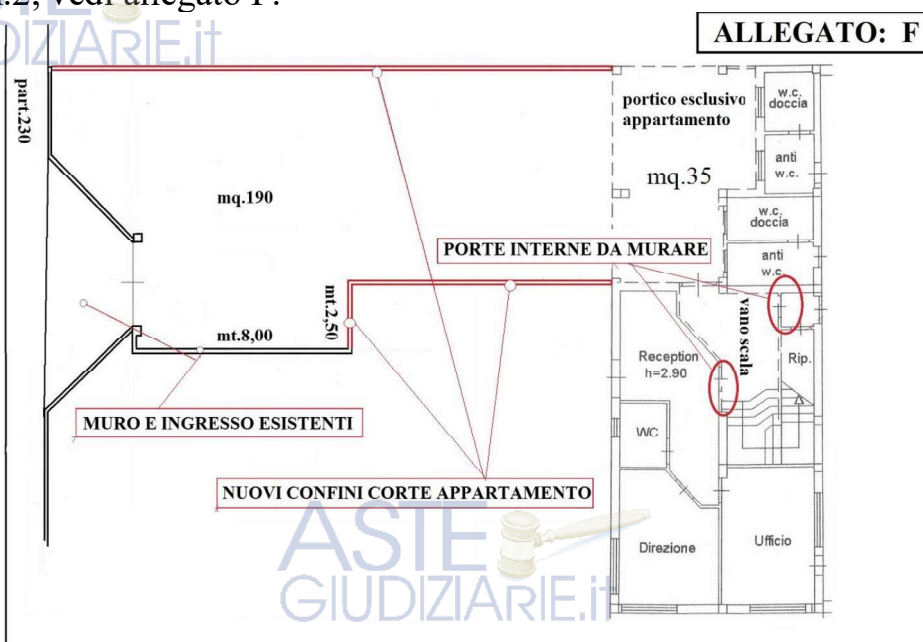 n.2, vedi allegato F.
ASTE
GIUDIZIARIE.it
ALLEGATO: F
part.230
portico esclusivo
appartamento
mq.35
w.c.
doccia
anti
w.c.
mq.190
w.c.
doccia
PORTE INTERNE DA MURARE
anti
w.c.
mt.2,50
vano scala
mt.8,00
Reception
h=2.90
Rip.
MURO E INGRESSO ESISTENTI
WC
NUOVI CONFINI CORTE APPARTAMENTO
ASTE
GIUDIZIARIE.it
Direzione
Ufficio